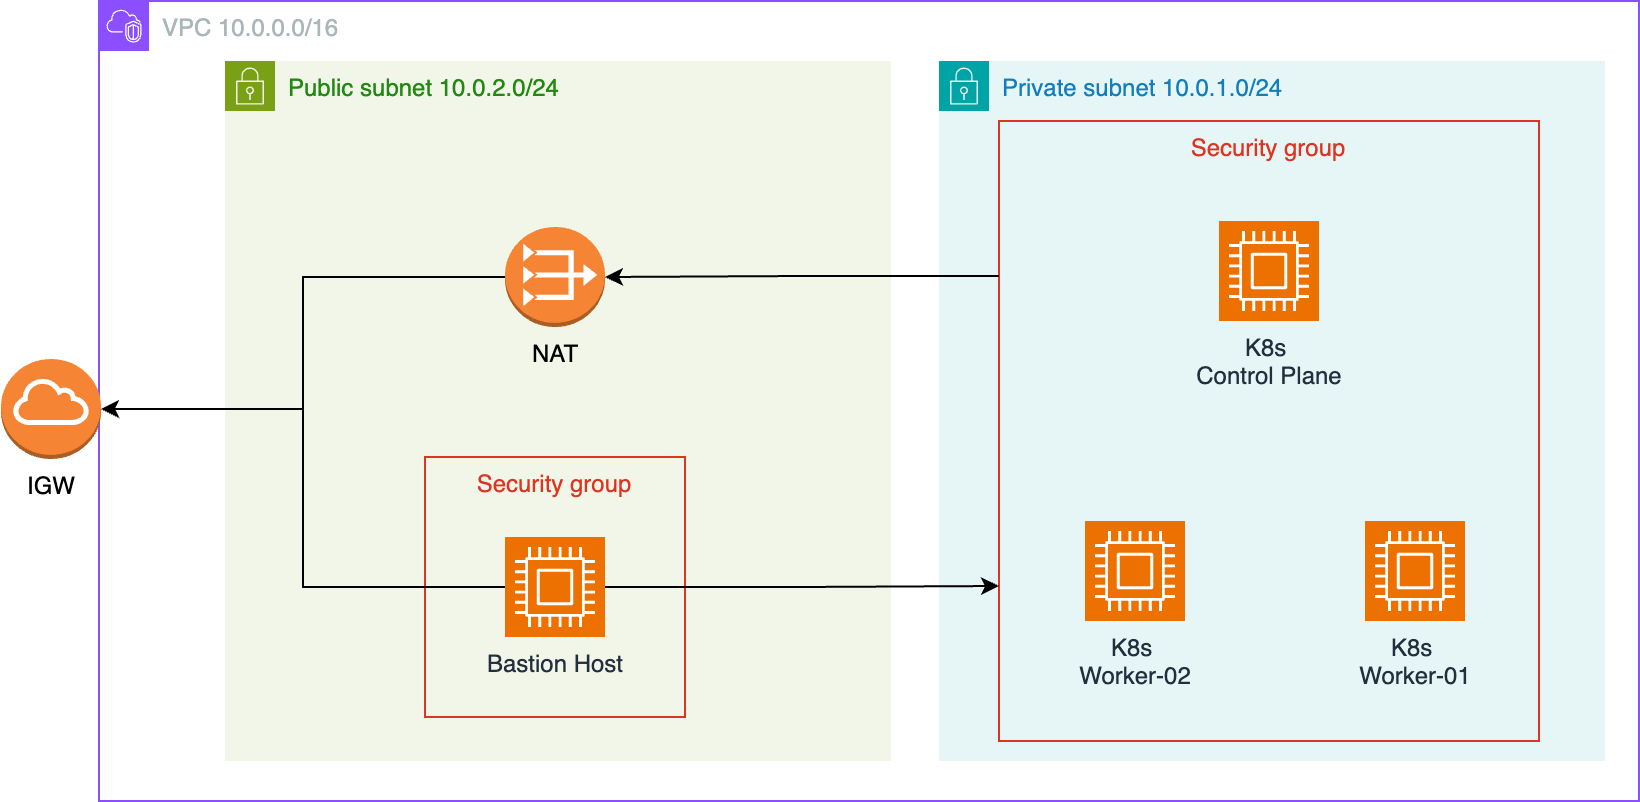 VPC 10.0.0.0/16
Public subnet 10.0.2.0/24
Private subnet 10.0.1.0/24
Security group
K8s
Control Plane
NAT
IGW
Security group
Bastion Host
K8s
Worker-02
K8s
Worker-01